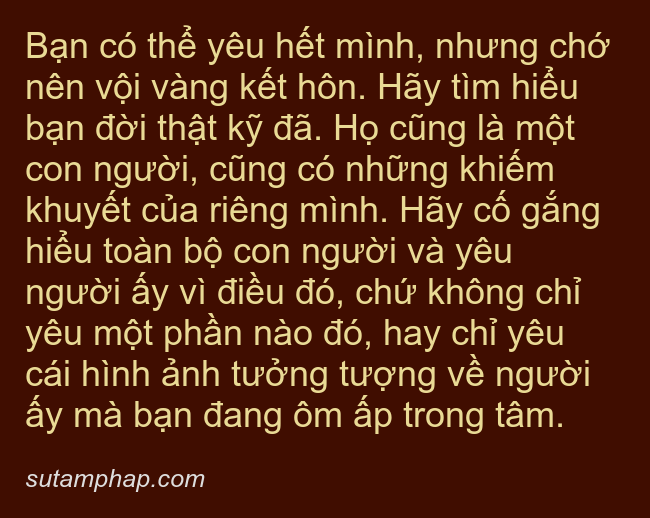 Bạn có thể yêu hết mình, nhưng chớ
nên vội vàng kết hôn. Hãy tìm hiểu
bạn đời thật kỹ đã. Họ cũng là một
con người, cũng có những khiếm
khuyết của riêng mình. Hãy cố gắng
hiểu toàn bộ con người và yêu
người ấy vì điều đó, chứ không chỉ
yêu một phần nào đó, hay chỉ yêu
cái hình ảnh tưởng tượng về người
ấy mà bạn đang ôm ấp trong tâm.
sutamphap.com